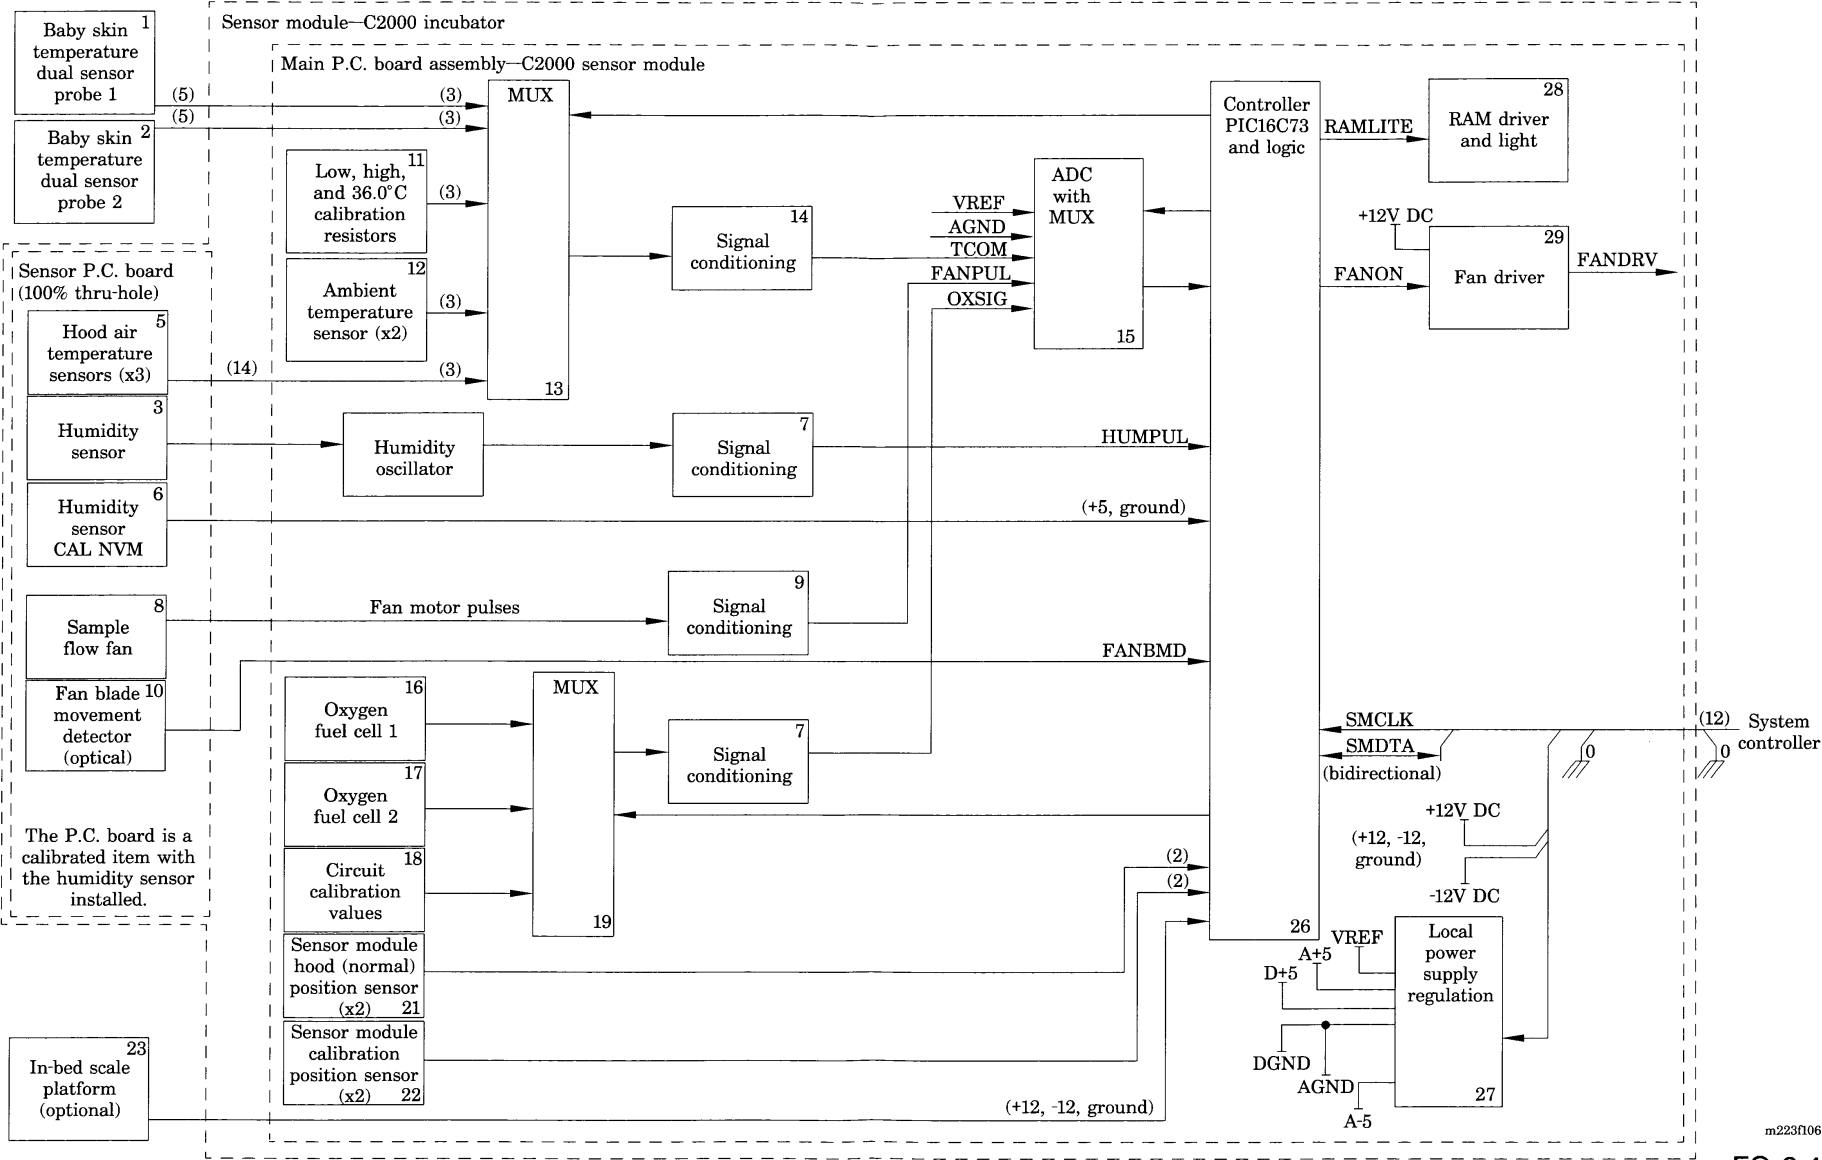 Sensor module—C2000 incubator
Main P.C. board assembly—C2000 sensor module
1
Baby skin
temperature
dual sensor
probe 1
(5)
(3)
2
Baby skin
temperature
dual sensor
probe 2
(5)
(3)
MUX
13
11
Low, high,
and 36.0°C
calibration
resistors
(3)
12
Ambient
temperature
sensor (x2)
(3)
14
Signal
conditioning
VREF
AGND
TCOM
FANPUL
OXSIG
ADC
with
MUX
15
Controller
PIC16C73
and logic
26
RAMLITE
28
RAM driver
and light
+12V DC
FANON
29
Fan driver
FANDRV
Sensor P.C. board
(100% thru-hole)
5
Hood air
temperature
sensors (x3)
(14)
(3)
3
Humidity
sensor
Humidity
oscillator
7
Signal
conditioning
HUMPUL
6
Humidity
sensor
CAL NVM
(+5, ground)
8
Sample
flow fan
Fan motor pulses
9
Signal
conditioning
10
Fan blade
movement
detector
(optical)
FANBMD
The P.C. board is a
calibrated item with
the humidity sensor
installed.
16
Oxygen
fuel cell 1
17
Oxygen
fuel cell 2
18
Circuit
calibration
values
MUX
19
7
Signal
conditioning
Sensor module
hood (normal)
position sensor
(x2) 21
(2)
Sensor module
calibration
position sensor
(x2) 22
(2)
23
In-bed scale
platform
(optional)
(+12, -12, ground)
SMCLK
SMDTA
(bidirectional)
(12)
System
controller
0
0
+12V DC
(+12, -12,
ground)
-12V DC
Local
power
supply
regulation
27
VREF
A+5
D+5
DGND
AGND
A-5
m223f106